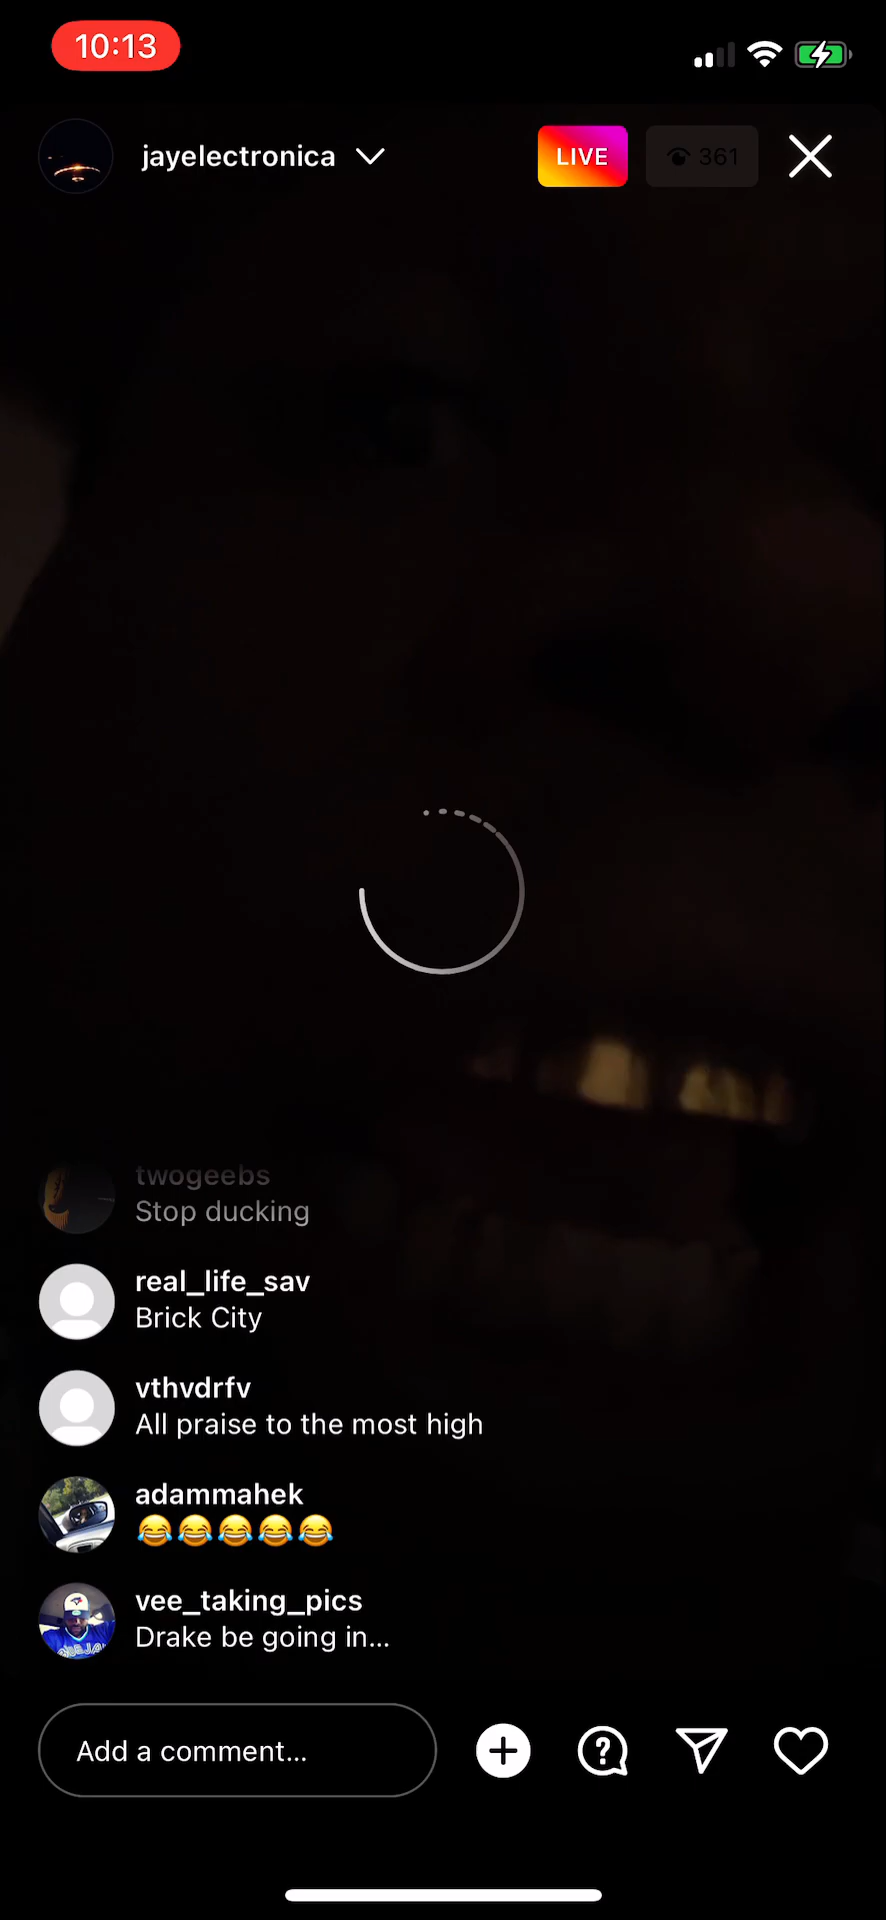 10:13
jayelectronica
LIVE
361
twogeebs
Stop ducking
real_life_sav
Brick City
vthvdrfv
All praise to the most high
adammahek
😂😂😂😂😂
vee_taking_pics
Drake be going in...
Add a comment...